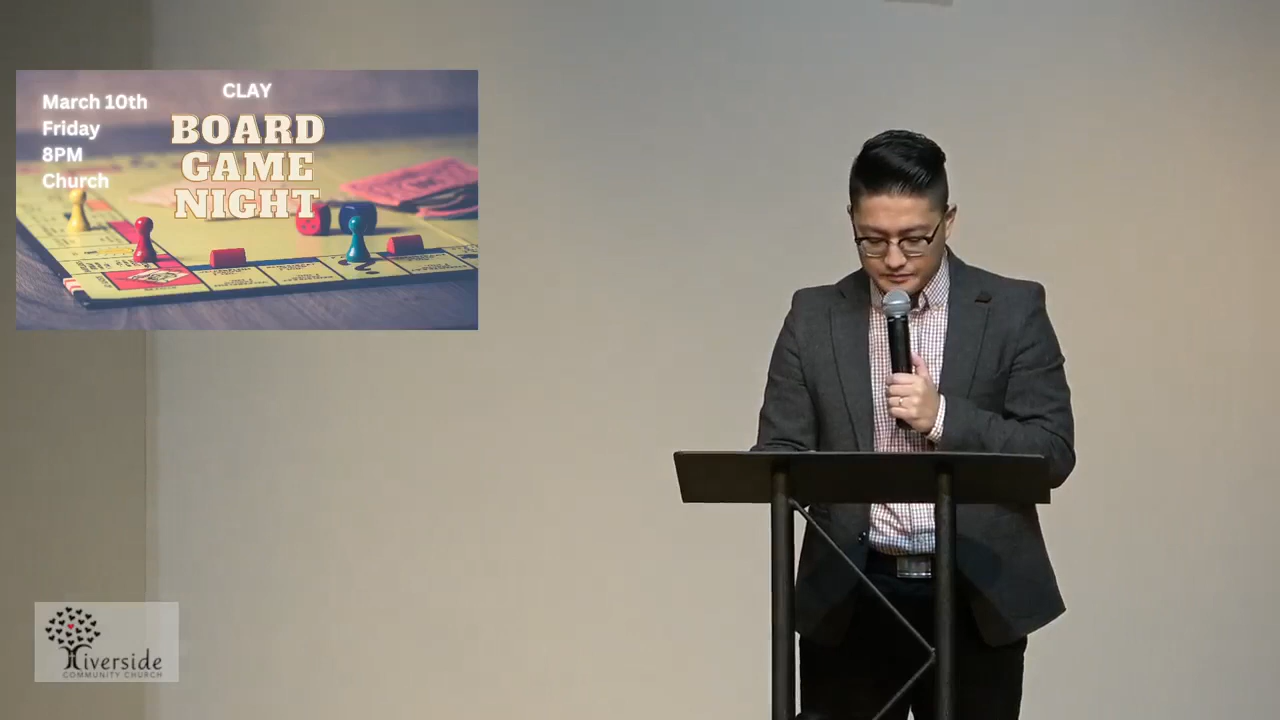 March 10th
Friday
8PM
Church
CLAY
BOARD
GAME
NIGHT
Riverside
COMMUNITY CHURCH